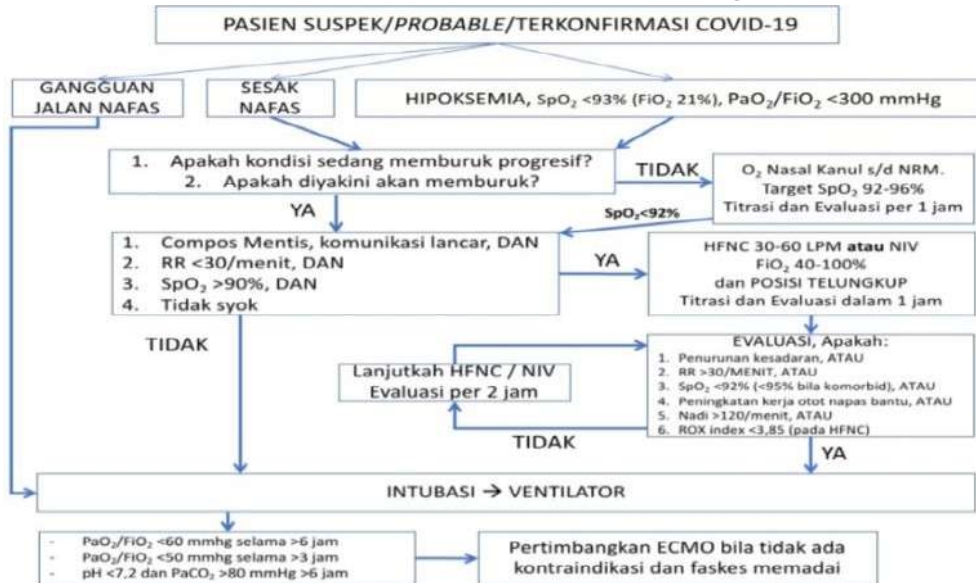 PASIEN SUSPEK/PROBABLE/TERKONFIRMASI COVID-19
GANGGUAN
JALAN NAFAS
SESAK
NAFAS
HIPOKSEMIA, SpO₂ <93% (FiO₂ 21%), PaO₂/FiO₂ <300 mmHg
1. Apakah kondisi sedang memburuk progresif?
2. Apakah diyakini akan memburuk?
TIDAK
O₂ Nasal Kanul s/d NRM.
Target SpO₂ 92-96%
Titrasi dan Evaluasi per 1 jam
YA
SpO₂<92%
1. Compos Mentis, komunikasi lancar, DAN
2. RR <30/menit, DAN
3. SpO₂ >90%, DAN
4. Tidak syok
YA
HFNC 30-60 LPM atau NIV
FiO₂ 40-100%
dan POSISI TELUNGKUP
Titrasi dan Evaluasi dalam 1 jam
TIDAK
Lanjutkah HFNC / NIV
Evaluasi per 2 jam
EVALUASI, Apakah:
1. Penurunan kesadaran, ATAU
2. RR >30/MENIT, ATAU
3. SpO₂ <92% (<95% bila komorbid), ATAU
4. Peningkatan kerja otot napas bantu, ATAU
5. Nadi >120/menit, ATAU
6. ROX index <3,85 (pada HFNC)
TIDAK
YA
INTUBASI → VENTILATOR
- PaO₂/FiO₂ <60 mmhg selama >6 jam
- PaO₂/FiO₂ <50 mmhg selama >3 jam
- pH <7,2 dan PaCO₂ >80 mmHg >6 jam
Pertimbangkan ECMO bila tidak ada
kontraindikasi dan faskes memadai